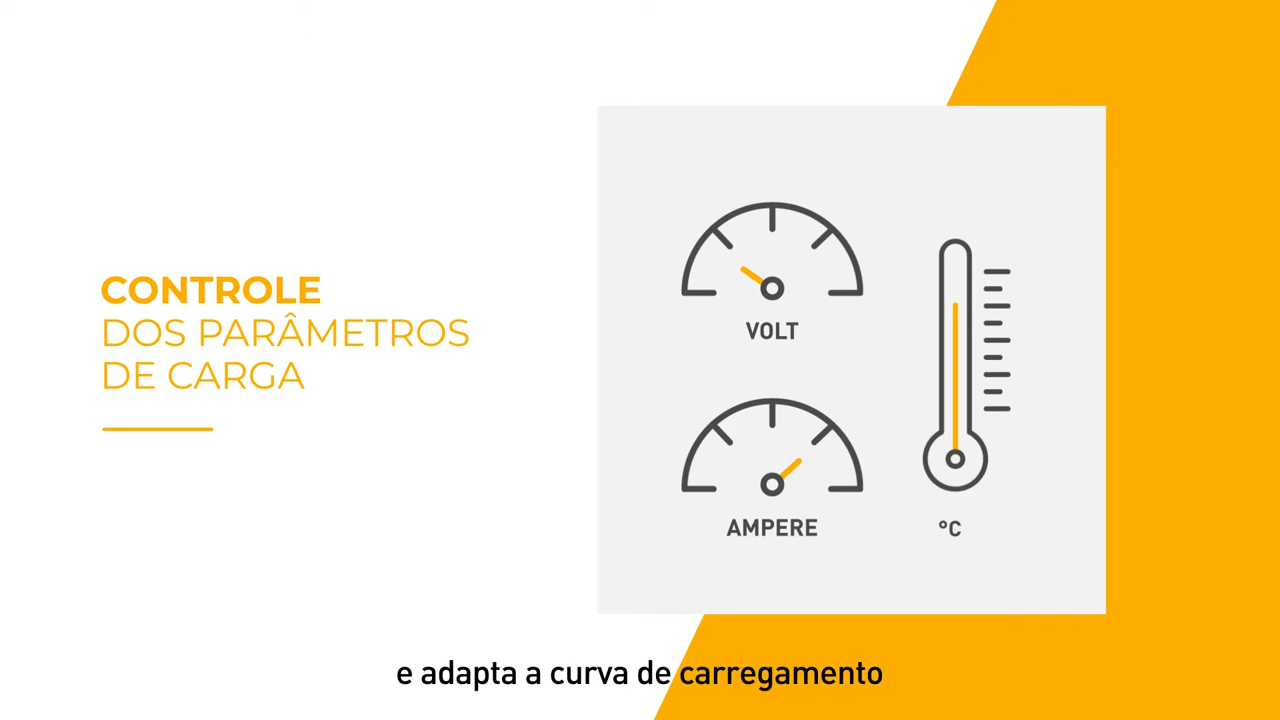 CONTROLE
DOS PARÂMETROS
DE CARGA
VOLT
AMPERE
°C
e adapta a curva de carregamento